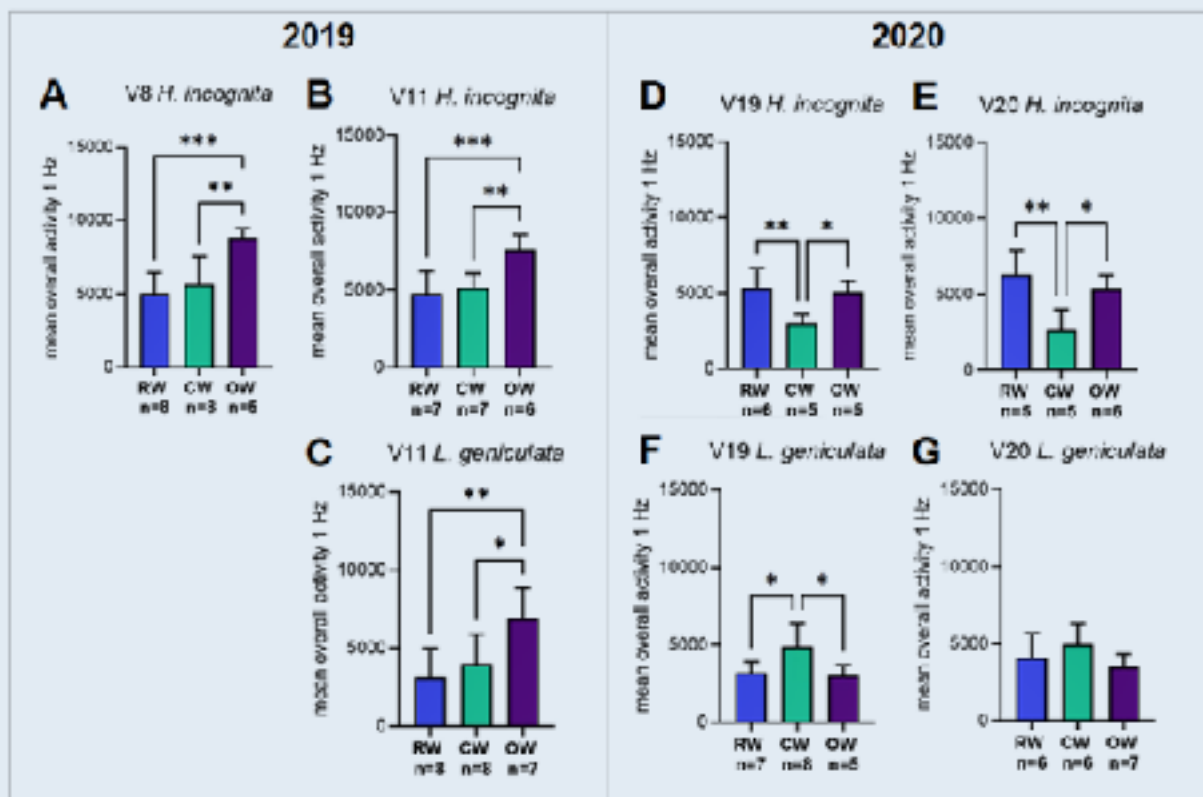 2019
2020
A
V8 H. incognita
mean overall activity 1 Hz
15000
10000
5000
0
***
**
RW CW OW
n=8 n=8 n=6
B
V11 H. incognita
mean overall activity 1 Hz
15000
10000
5000
0
***
**
RW CW OW
n=7 n=7 n=6
C
V11 L. geniculata
mean overall activity 1 Hz
15000
10000
5000
0
**
*
RW CW OW
n=8 n=8 n=7
D
V19 H. incognita
mean overall activity 1 Hz
15000
10000
5000
0
**
*
RW CW CW
n=6 n=5 n=5
E
V20 H. incognita
mean overall activity 1 Hz
15000
10000
5000
0
**
*
RW CW OW
n=5 n=5 n=6
F
V19 L. geniculata
mean overall activity 1 Hz
15000
10000
5000
0
*
*
RW CW OW
n=7 n=8
G
V20 L. geniculata
mean overall activity 1 Hz
15000
10000
5000
0
RW CW OW
n=6 n=6 n=7